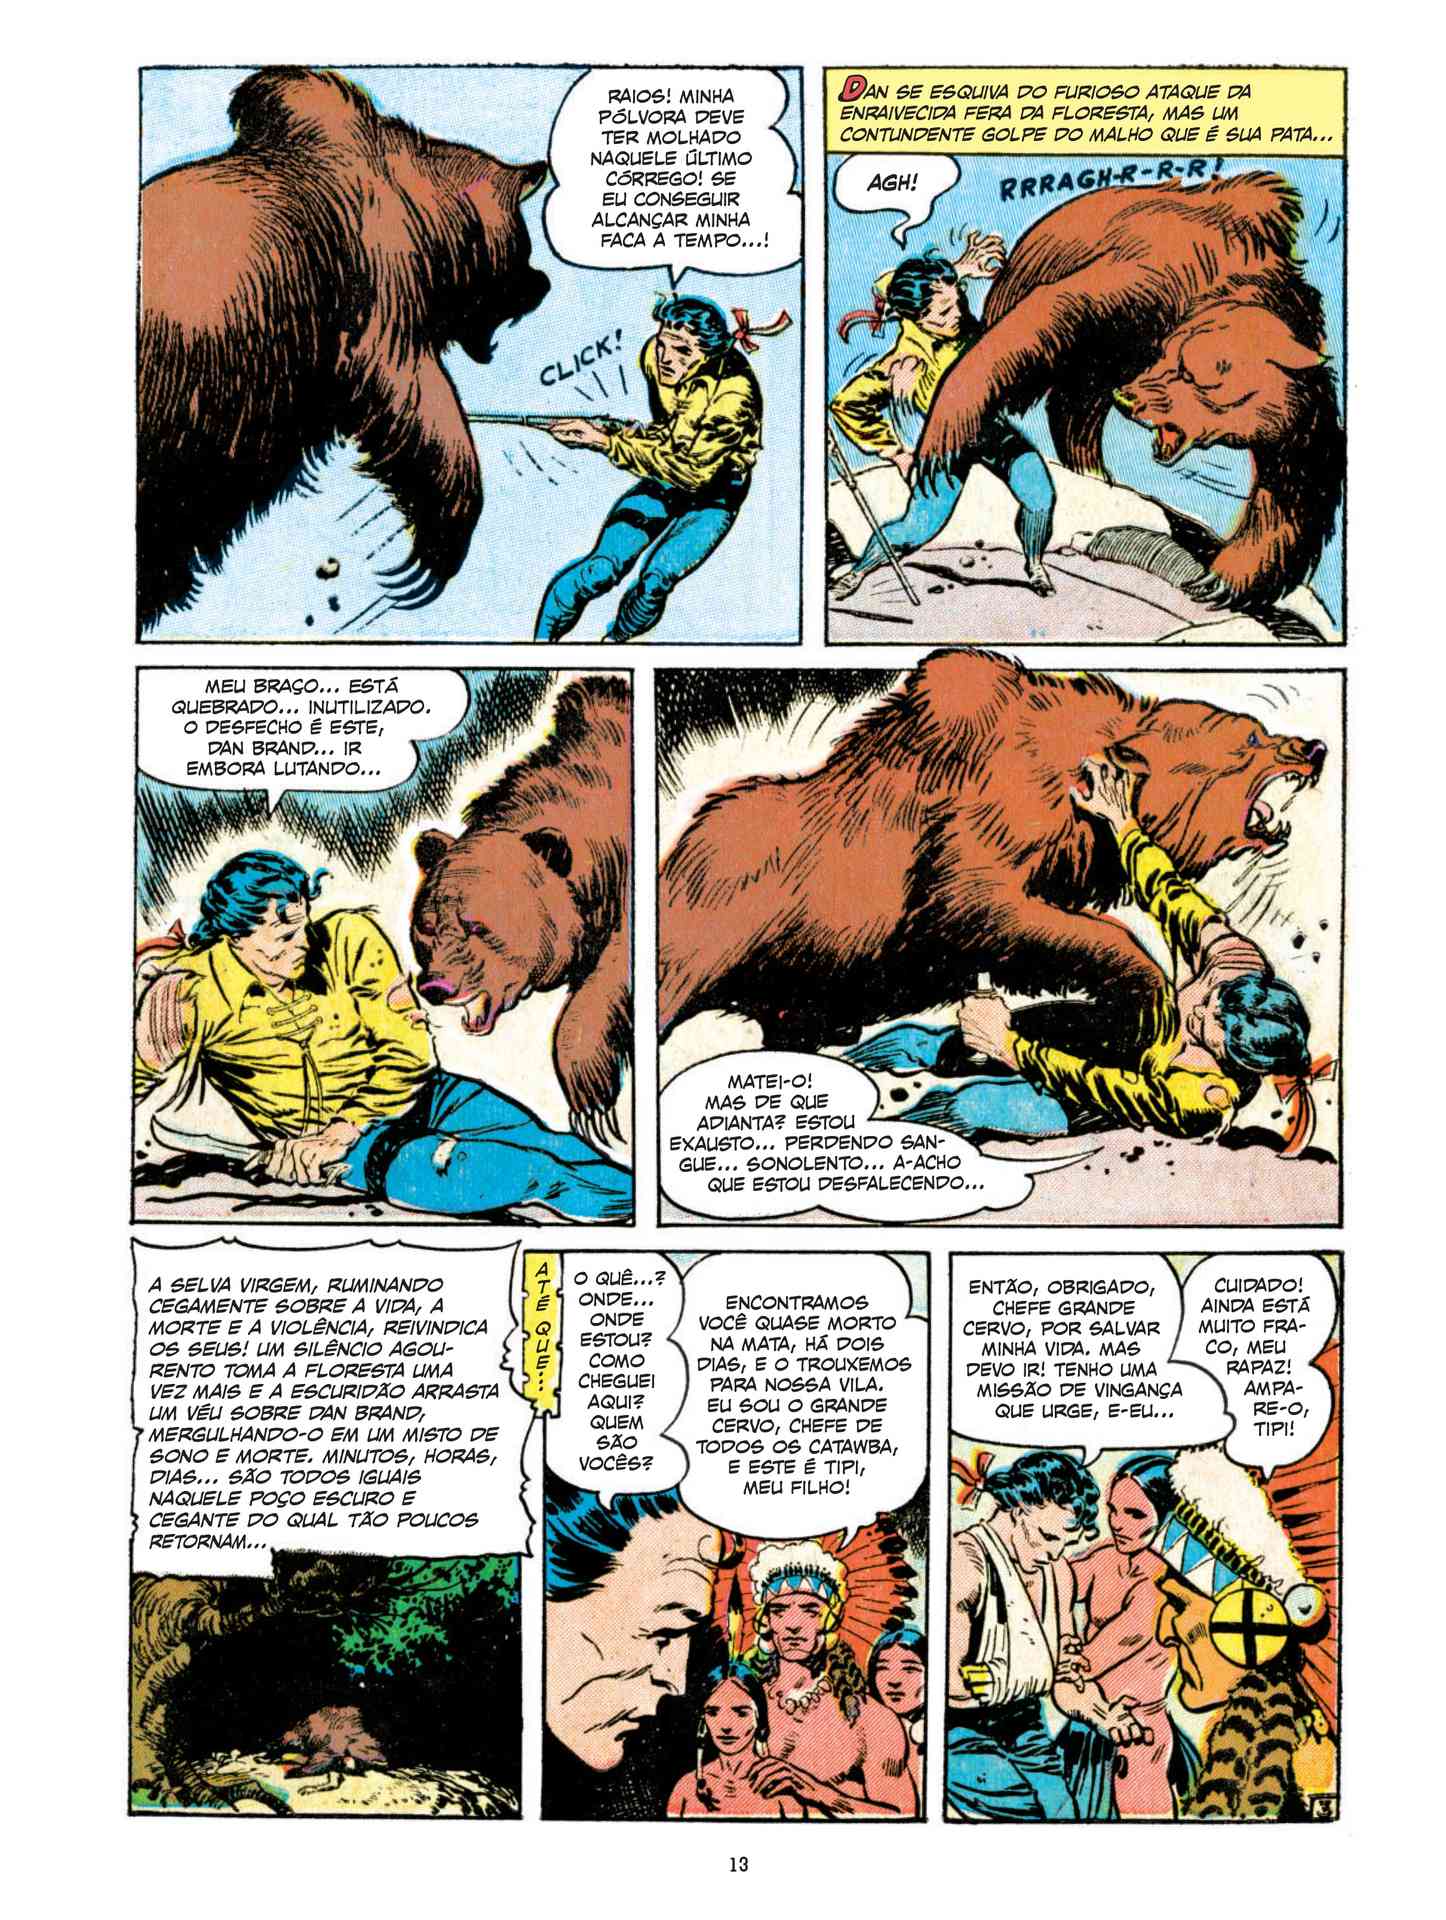 RAIOS! MINHA
PÓLVORA DEVE
TER MOLHADO
NAQUELE ÚLTIMO
CÓRREGO! SE
EU CONSEGUIR
ALCANÇAR MINHA
FACA A TEMPO...!
CLICK!
DAN SE ESQUIVA DO FURIOSO ATAQUE DA
ENRAIVECIDA FERA DA FLORESTA, MAS UM
CONTUNDENTE GOLPE DO MALHO QUE É SUA PATA...
AGH!
RRRAGH-R-R-R!
MEU BRAÇO... ESTÁ
QUEBRADO... INUTILIZADO.
O DESFECHO É ESTE,
DAN BRAND... IR
EMBORA LUTANDO...
MATEI-O!
MAS DE QUE
ADIANTA? ESTOU
EXAUSTO... PERDENDO SAN-
GUE... SONOLENTO... A-ACHO
QUE ESTOU DESFALECENDO...
A SELVA VIRGEM, RUMINANDO
CEGAMENTE SOBRE A VIDA, A
MORTE E A VIOLÊNCIA, REIVINDICA
OS SEUS! UM SILÊNCIO AGOU-
RENTO TOMA A FLORESTA UMA
VEZ MAIS E A ESCURIDÃO ARRASTA
UM VÉU SOBRE DAN BRAND,
MERGULHANDO-O EM UM MISTO DE
SONO E MORTE. MINUTOS, HORAS,
DIAS... SÃO TODOS IGUAIS
NAQUELE POÇO ESCURO E
CEGANTE DO QUAL TÃO POUCOS
RETORNAM...
ATÉ QUE...
O QUÊ...?
ONDE...
ONDE
ESTOU?
COMO
CHEGUEI
AQUI?
QUEM
SÃO
VOCÊS?
ENCONTRAMOS
VOCÊ QUASE MORTO
NA MATA, HÁ DOIS
DIAS, E O TROUXEMOS
PARA NOSSA VILA.
EU SOU O GRANDE
CERVO, CHEFE DE
TODOS OS CATAWBA,
E ESTE É TIPI,
MEU FILHO!
ENTÃO, OBRIGADO,
CHEFE GRANDE
CERVO, POR SALVAR
MINHA VIDA. MAS
DEVO IR! TENHO UMA
MISSÃO DE VINGANÇA
QUE URGE, E-EU...
CUIDADO!
AINDA ESTÁ
MUITO FRA-
CO, MEU
RAPAZ!
AMPA-
RE-O,
TIPI!
3
13